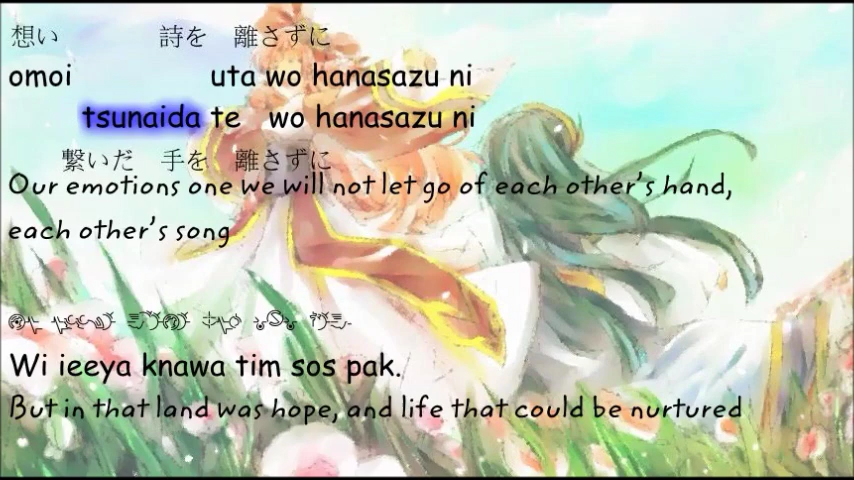 想い 詩を 離さずに
omoi uta wo hanasazu ni
tsunaida te wo hanasazu ni
繋いだ 手を 離さずに
Our emotions one we will not let go of each other's hand,
each other's song
Wi ieeya knawa tim sos pak.
But in that land was hope, and life that could be nurtured